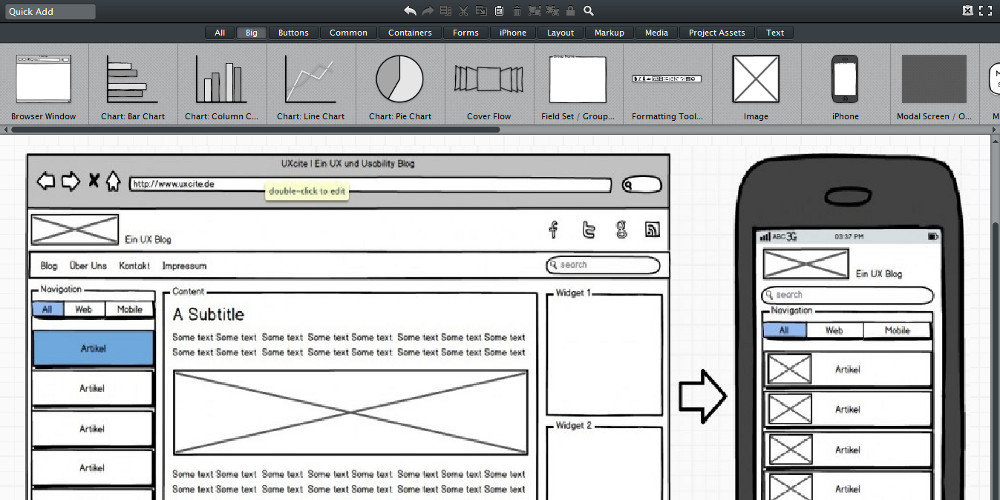 Quick Add
All Big Buttons Common Containers Forms iPhone Layout Markup Media Project Assets Text
Browser Window Chart: Bar Chart Chart: Column C... Chart: Line Chart Chart: Pie Chart Cover Flow Field Set / Group... Formatting Tool... Image iPhone Modal Screen / O...
UXcite | Ein UX und Usability Blog
http://www.uxcite.de
double-click to edit
Ein UX Blog
Blog Über Uns Kontakt Impressum
search
Navigation
All Web Mobile
Artikel
Artikel
Artikel
Artikel
Content
A Subtitle
Some text Some text Some text Some text Some text Some text Some text Some text
Some text Some text Some text Some text Some text Some text Some text Some text
Some text Some text Some text Some text Some text Some text Some text Some text
Some text Some text Some text Some text Some text Some text Some text Some text
Widget 1
Widget 2
ABC 3G 03:37 PM
Ein UX Blog
search
Navigation
All Web Mobile
Artikel
Artikel
Artikel
Artikel